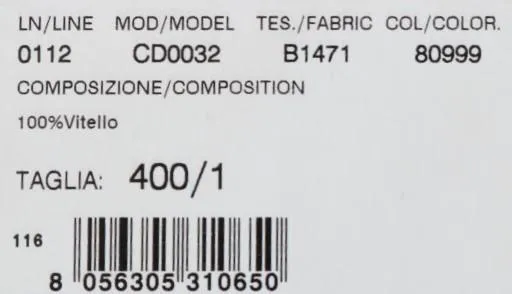 LN/LINE MOD/MODEL TES./FABRIC COL/COLOR.
0112 CD0032 B1471 80999
COMPOSIZIONE/COMPOSITION
100%Vitello
TAGLIA: 400/1
116
8 056305 310650